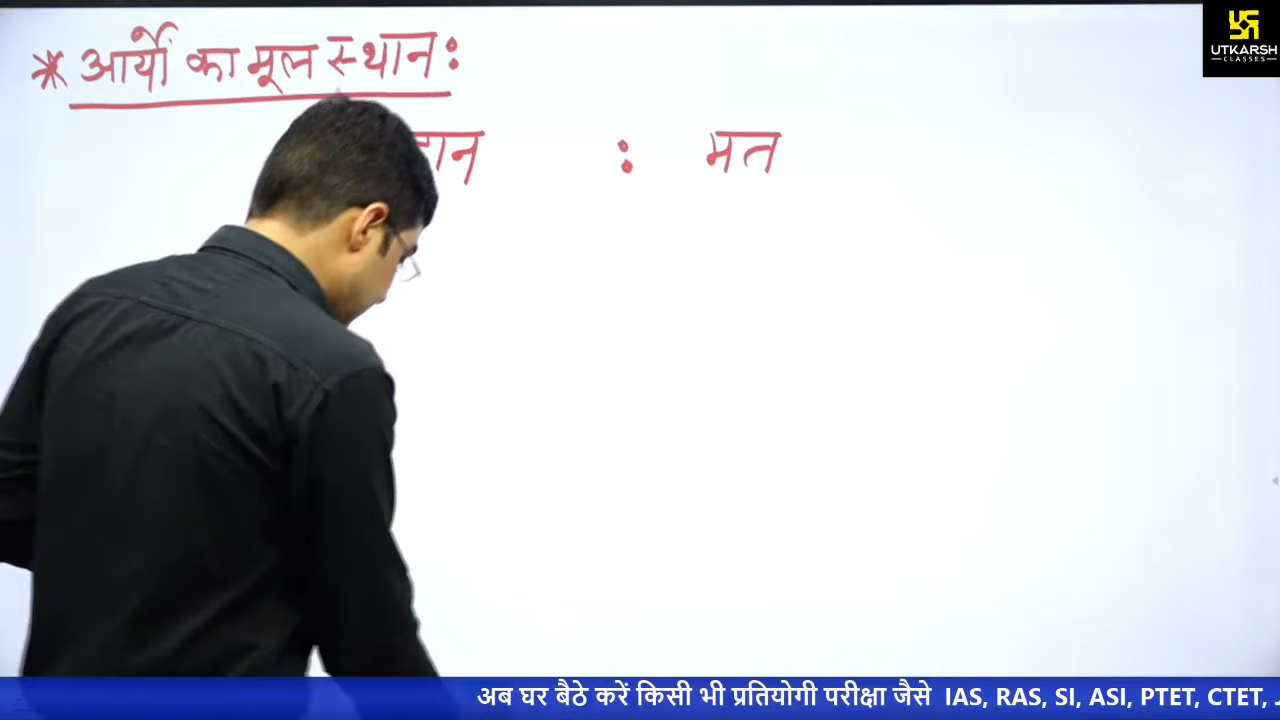 * आर्यों का मूल स्थान :
: मत
UTKARSH
CLASSES
अब घर बैठे करें किसी भी प्रतियोगी परीक्षा जैसे IAS, RAS, SI, ASI, PTET, CTET,